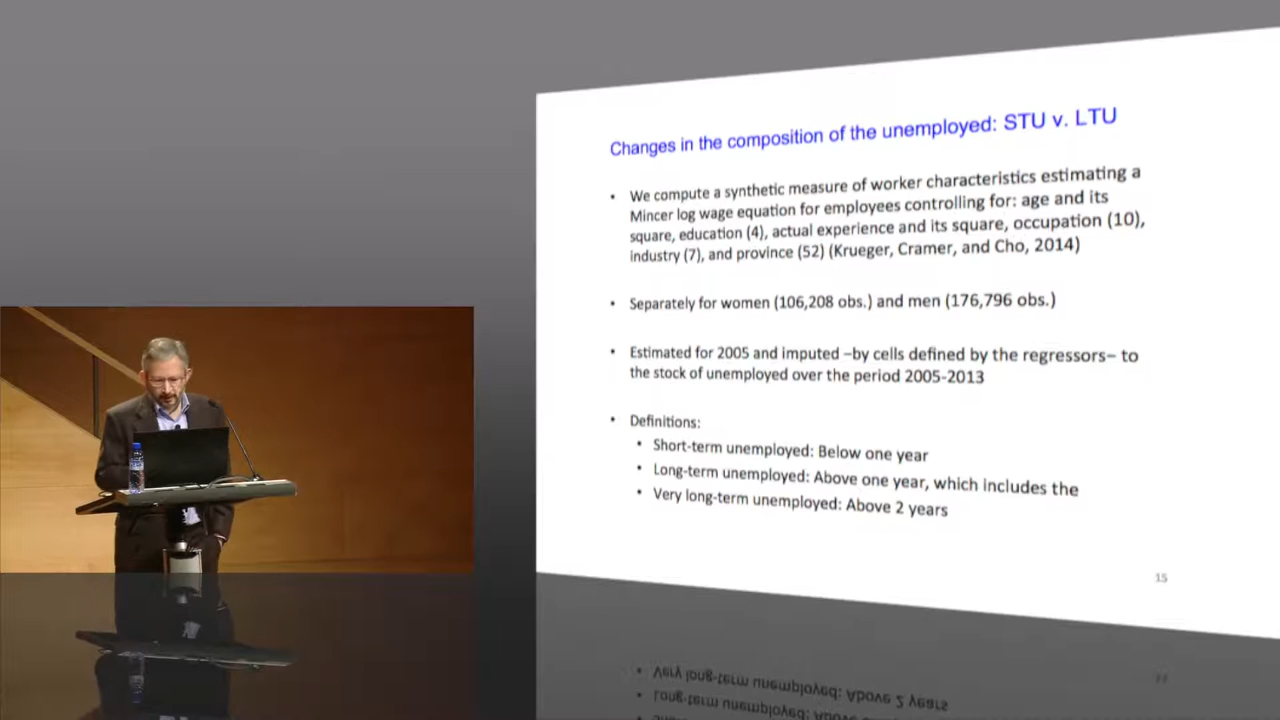 Changes in the composition of the unemployed: STU v. LTU
• We compute a synthetic measure of worker characteristics estimating a
Mincer log wage equation for employees controlling for: age and its
square, education (4), actual experience and its square, occupation (10),
industry (7), and province (52) (Krueger, Cramer, and Cho, 2014)
• Separately for women (106,208 obs.) and men (176,796 obs.)
• Estimated for 2005 and imputed –by cells defined by the regressors– to
the stock of unemployed over the period 2005-2013
• Definitions:
• Short-term unemployed: Below one year
• Long-term unemployed: Above one year, which includes the
• Very long-term unemployed: Above 2 years
15